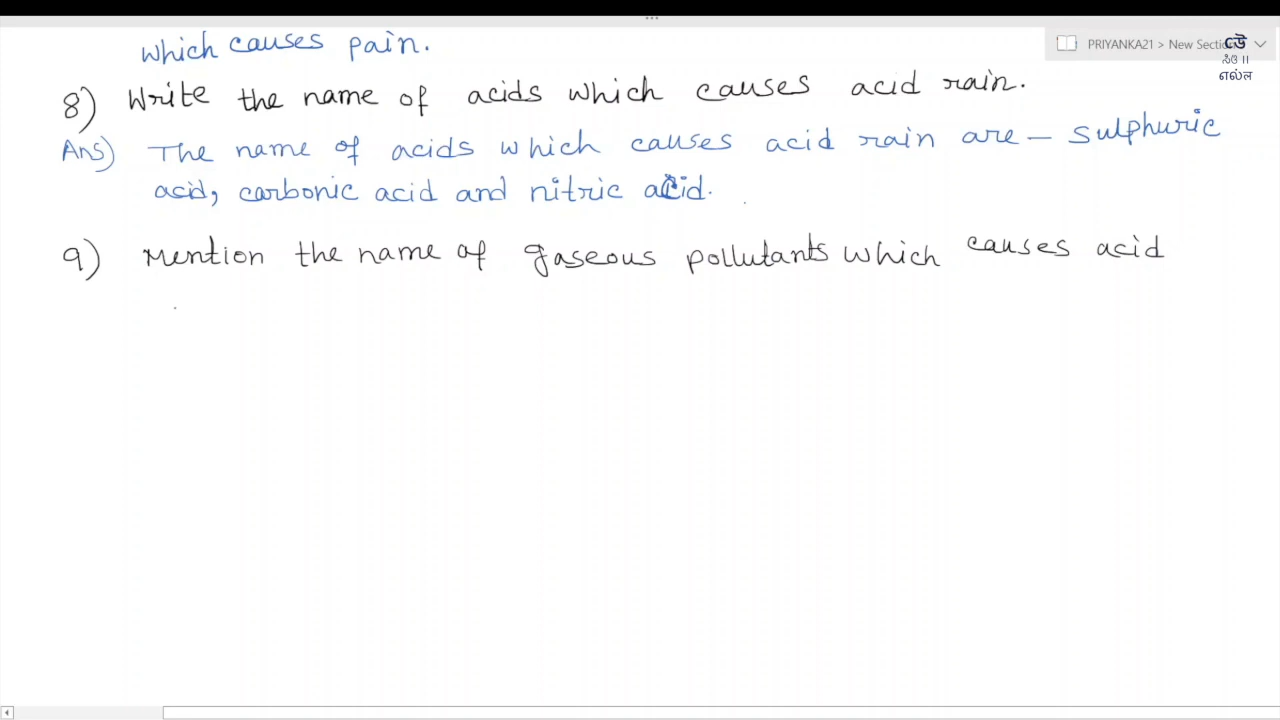 which causes pain.
PRIYANKA21 > New Section
8) Write the name of acids which causes acid rain.
Ans) The name of acids which causes acid rain are - sulphuric
acid, carbonic acid and nitric acid.
9) Mention the name of gaseous pollutants which causes acid